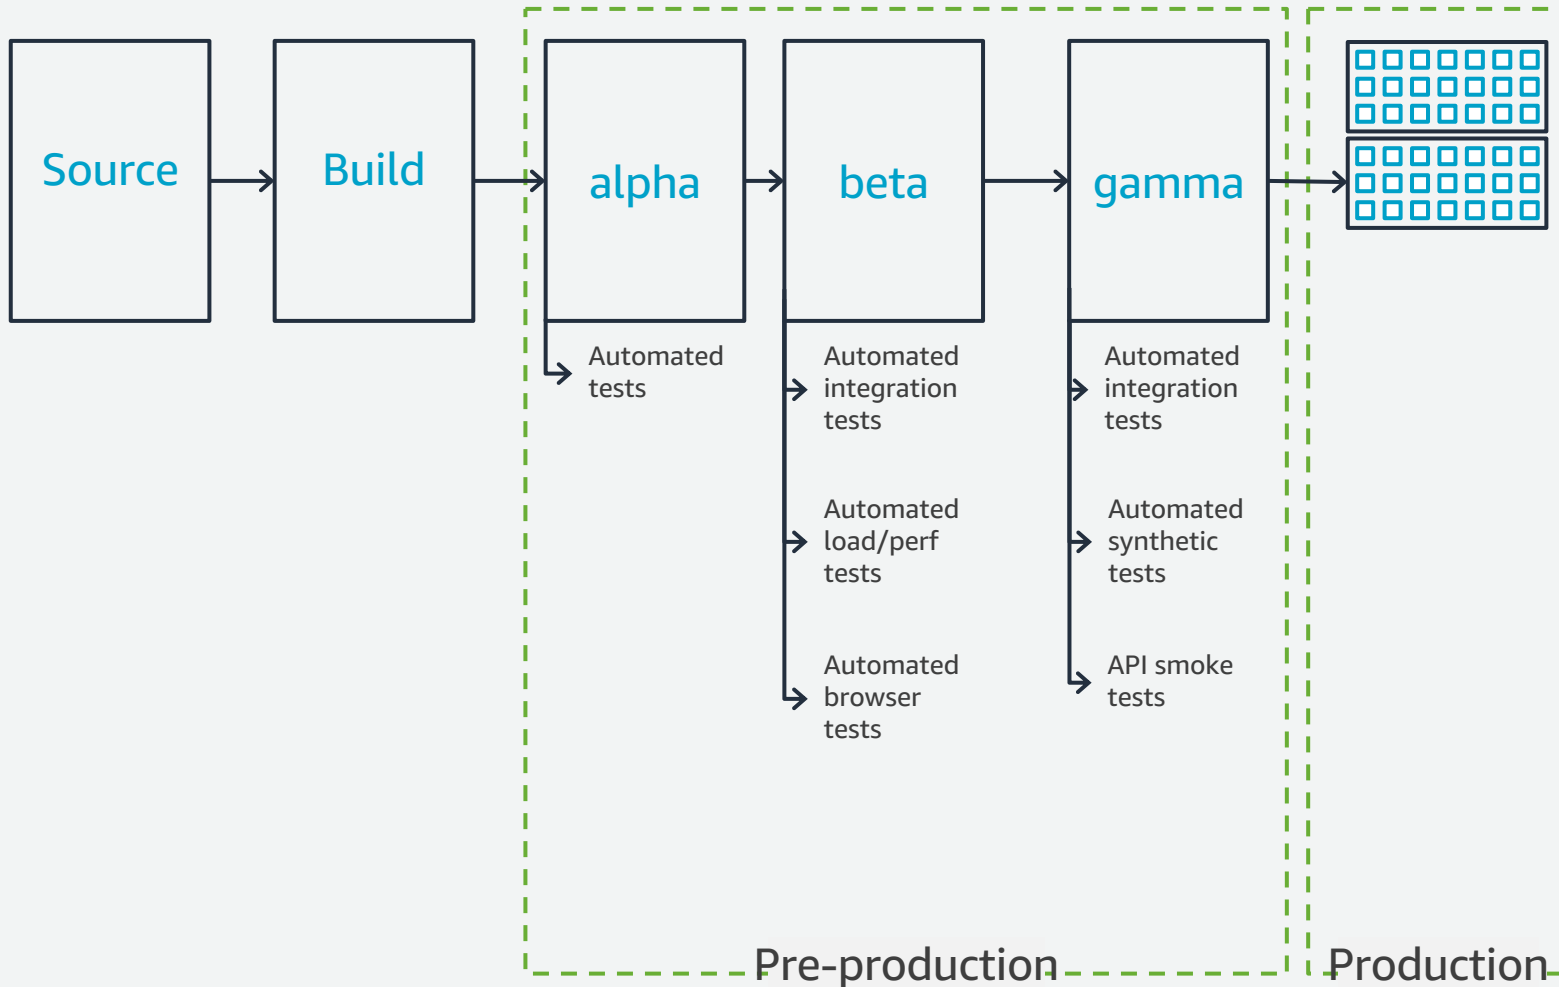 Source
Build
alpha
beta
gamma
Automated
tests
Automated
integration
tests
Automated
load/perf
tests
Automated
browser
tests
Automated
integration
tests
Automated
synthetic
tests
API smoke
tests
Pre-production
Production